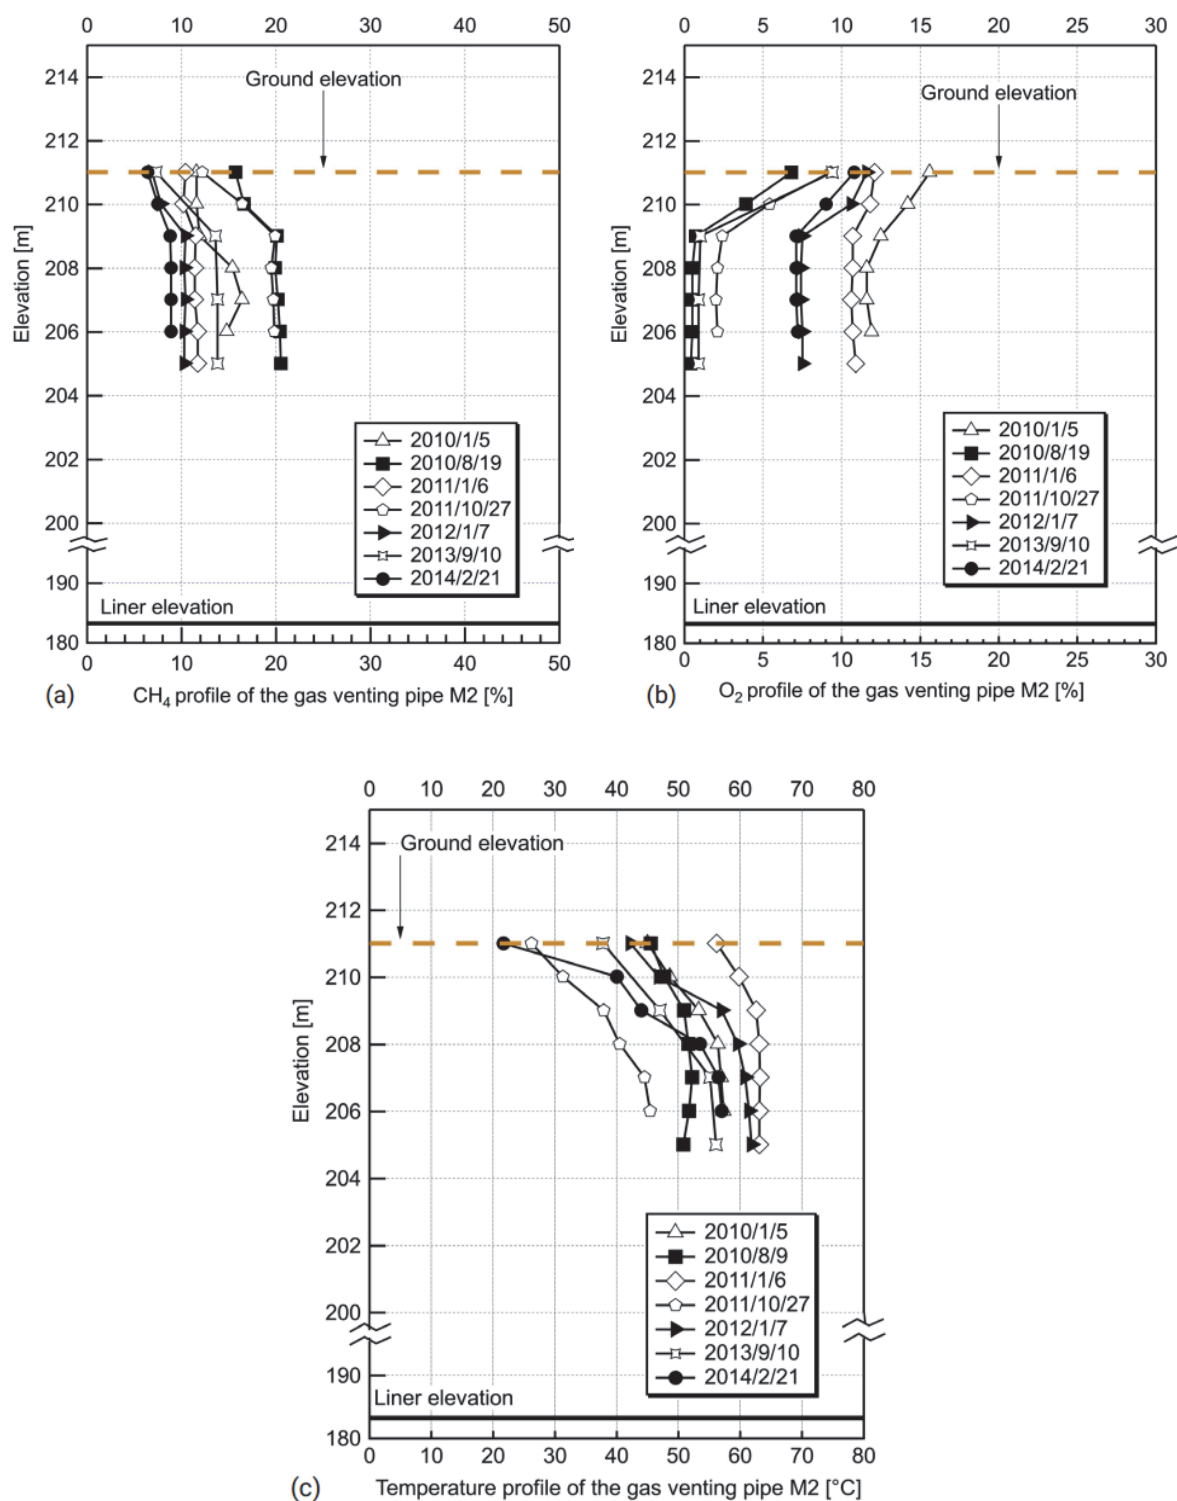 0 10 20 30 40 50
214
212
210
208
206
204
202
200
190
180
Elevation [m]
Ground elevation
2010/1/5
2010/8/19
2011/1/6
2011/10/27
2012/1/7
2013/9/10
2014/2/21
Liner elevation
0 10 20 30 40 50
(a) CH₄ profile of the gas venting pipe M2 [%]
0 5 10 15 20 25 30
214
212
210
208
206
204
202
200
190
180
Elevation [m]
Ground elevation
2010/1/5
2010/8/19
2011/1/6
2011/10/27
2012/1/7
2013/9/10
2014/2/21
Liner elevation
0 5 10 15 20 25 30
(b) O₂ profile of the gas venting pipe M2 [%]
0 10 20 30 40 50 60 70 80
214
212
210
208
206
204
202
200
190
180
Elevation [m]
Ground elevation
2010/1/5
2010/8/9
2011/1/6
2011/10/27
2012/1/7
2013/9/10
2014/2/21
Liner elevation
0 10 20 30 40 50 60 70 80
(c) Temperature profile of the gas venting pipe M2 [°C]